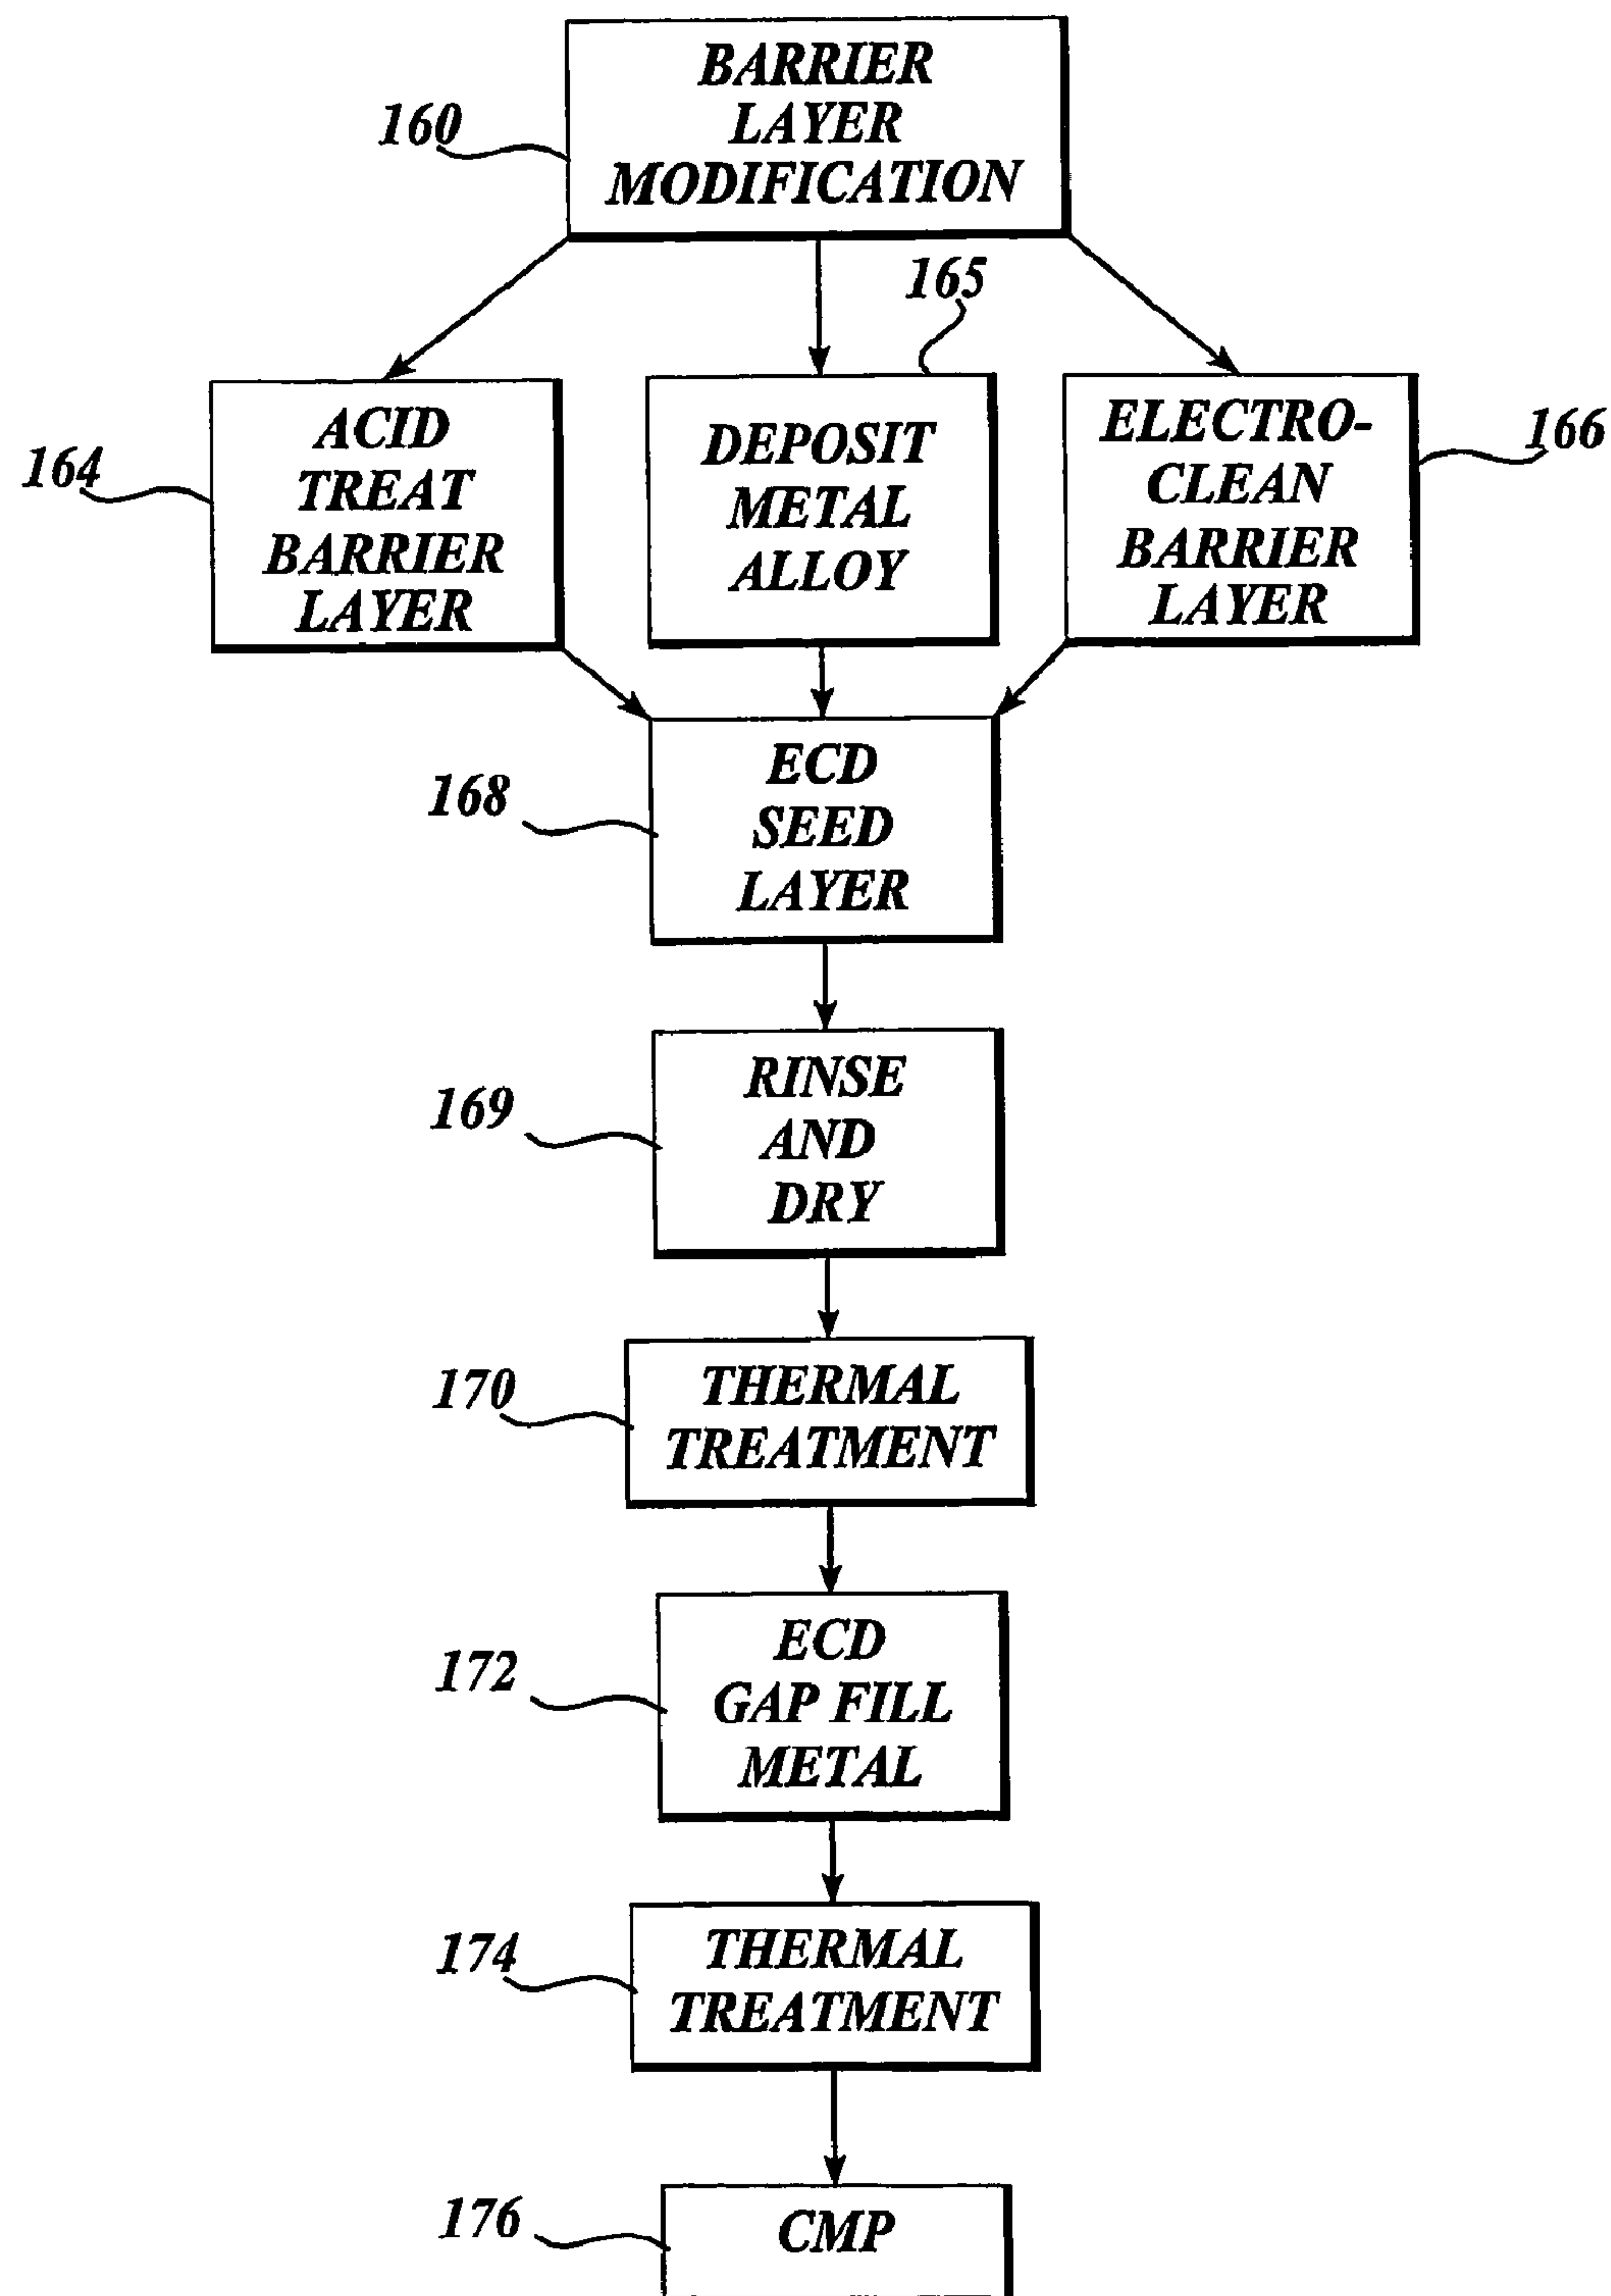 BARRIER
LAYER
MODIFICATION
160
165
ACID
TREAT
BARRIER
LAYER
164
DEPOSIT
METAL
ALLOY
ELECTRO-
CLEAN
BARRIER
LAYER
166
ECD
SEED
LAYER
168
RINSE
AND
DRY
169
THERMAL
TREATMENT
170
ECD
GAP FILL
METAL
172
THERMAL
TREATMENT
174
CMP
176